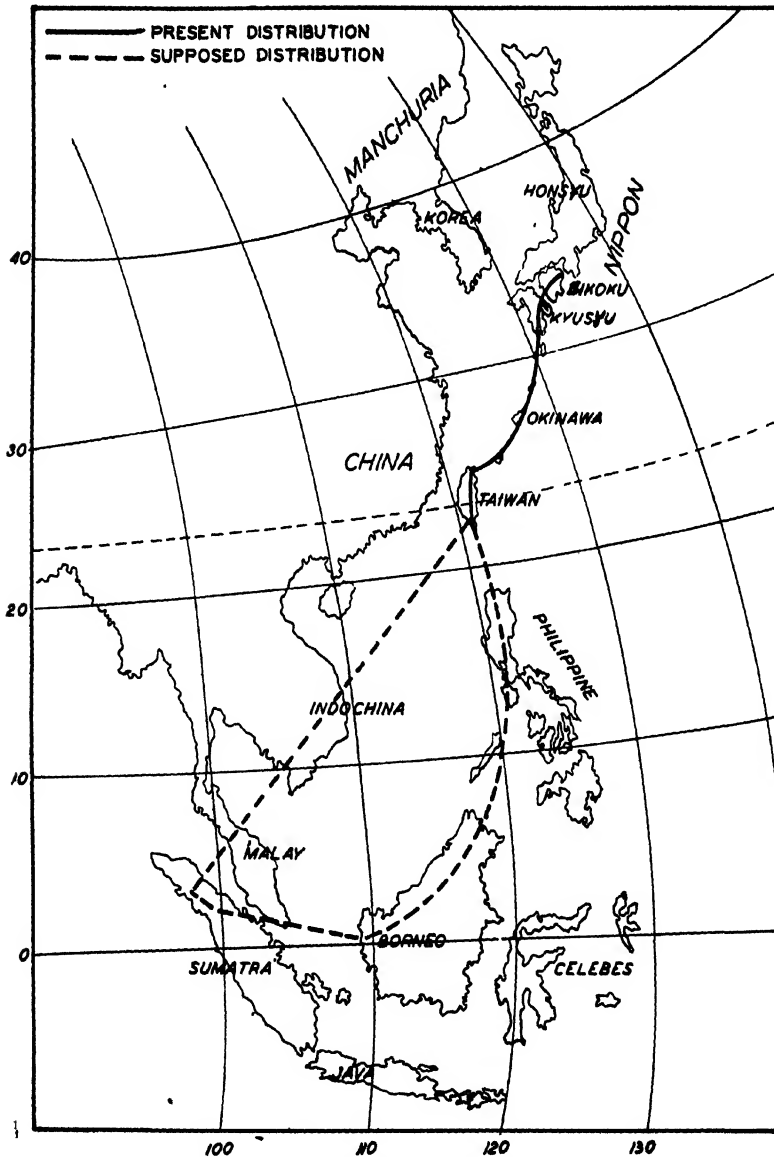 PRESENT DISTRIBUTION
SUPPOSED DISTRIBUTION
MANCHURIA
KOREA
HONSYU
NIPPON
40
SIKOKU
KYUSYU
OKINAWA
30
CHINA
TAIWAN
20
PHILIPPINE
INDOCHINA
10
MALAY
BORNEO
0
SUMATRA
CELEBES
JAVA
100
110
120
130